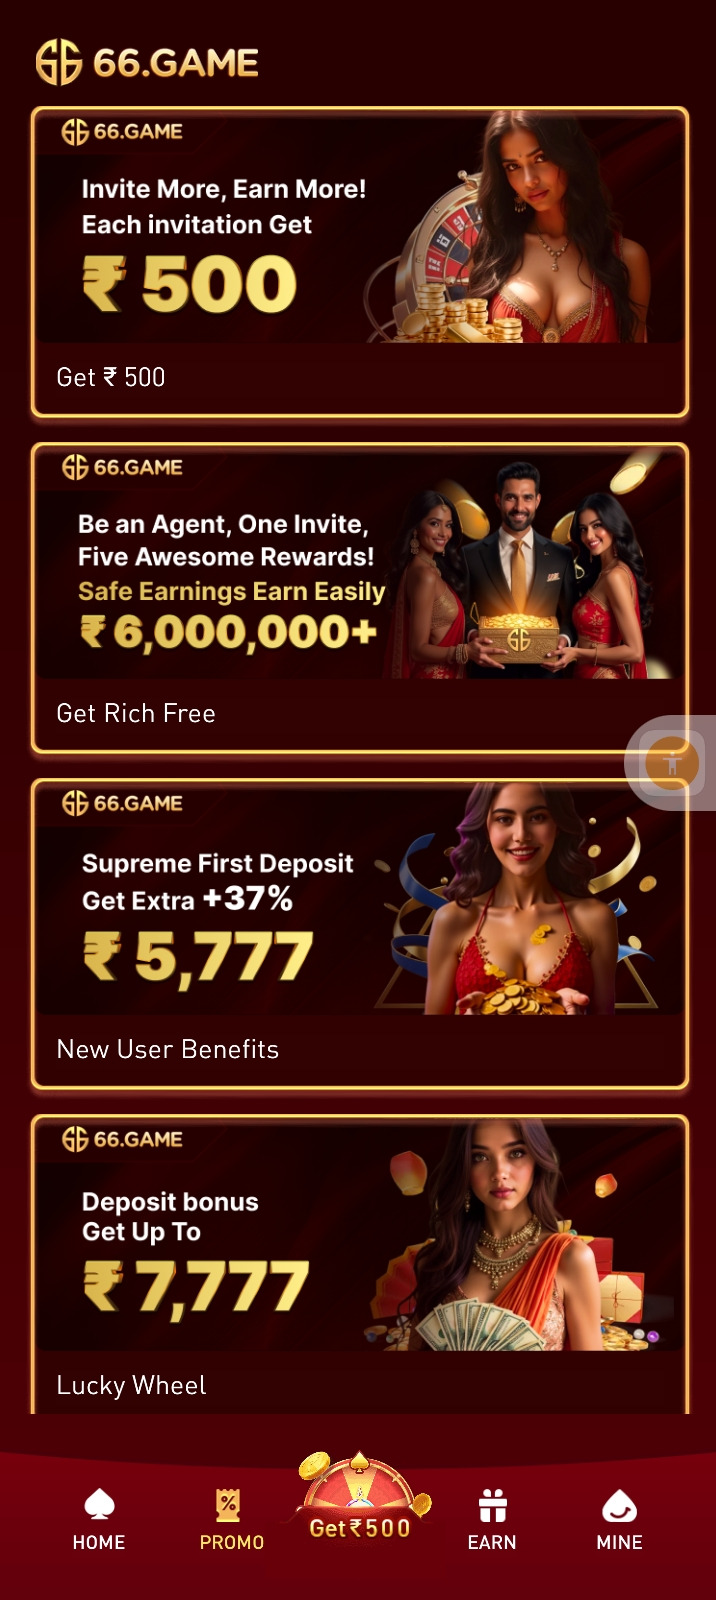 66.GAME
66.GAME
Invite More, Earn More!
Each invitation Get
₹ 500
Get ₹ 500
66.GAME
Be an Agent, One Invite,
Five Awesome Rewards!
Safe Earnings Earn Easily
₹ 6,000,000+
Get Rich Free
66.GAME
Supreme First Deposit
Get Extra +37%
₹ 5,777
New User Benefits
66.GAME
Deposit bonus
Get Up To
₹ 7,777
Lucky Wheel
Get ₹500
HOME
PROMO
EARN
MINE